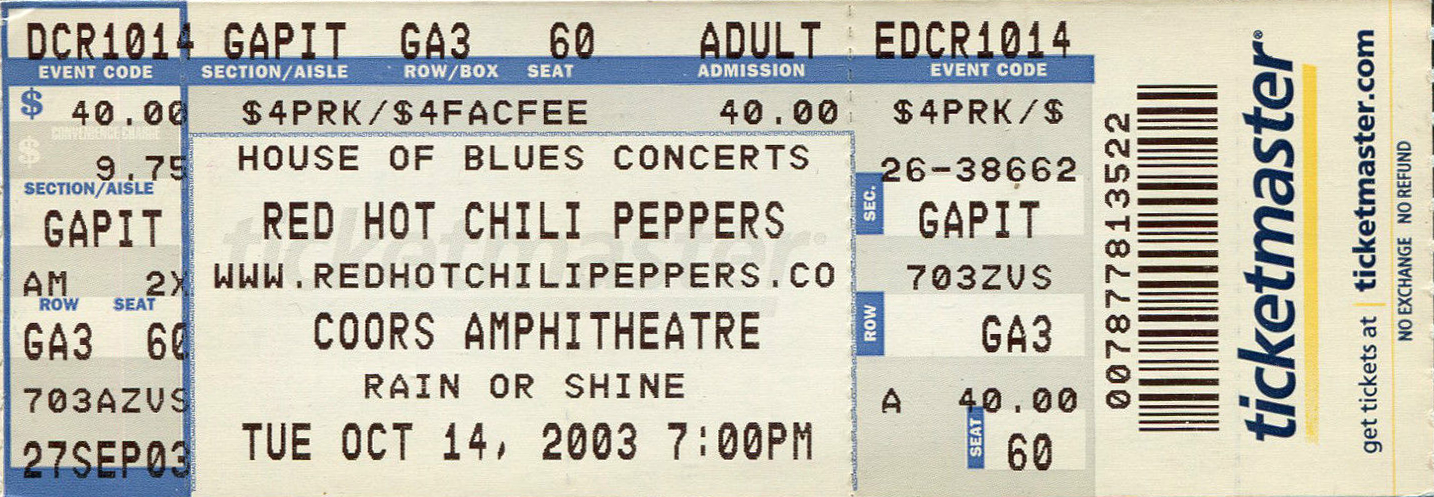 DCR1014
EVENT CODE
$ 40.00
$ CONVENIENCE CHARGE
9.75
SECTION/AISLE
GAPIT
AM 2X
ROW SEAT
GA3 60
703AZVS
27SEP03
GAPIT GA3 60 ADULT
SECTION/AISLE ROW/BOX SEAT ADMISSION
$4PRK/$4FACFEE 40.00
HOUSE OF BLUES CONCERTS
RED HOT CHILI PEPPERS
ticketmaster
WWW.REDHOTCHILIPEPPERS.CO
COORS AMPHITHEATRE
RAIN OR SHINE
TUE OCT 14, 2003 7:00PM
EDCR1014
EVENT CODE
$4PRK/$
26-38662
SEC. GAPIT
703ZVS
ROW GA3
A 40.00
SEAT 60
007877813522
ticketmaster®
get tickets at | ticketmaster.com
NO EXCHANGE NO REFUND